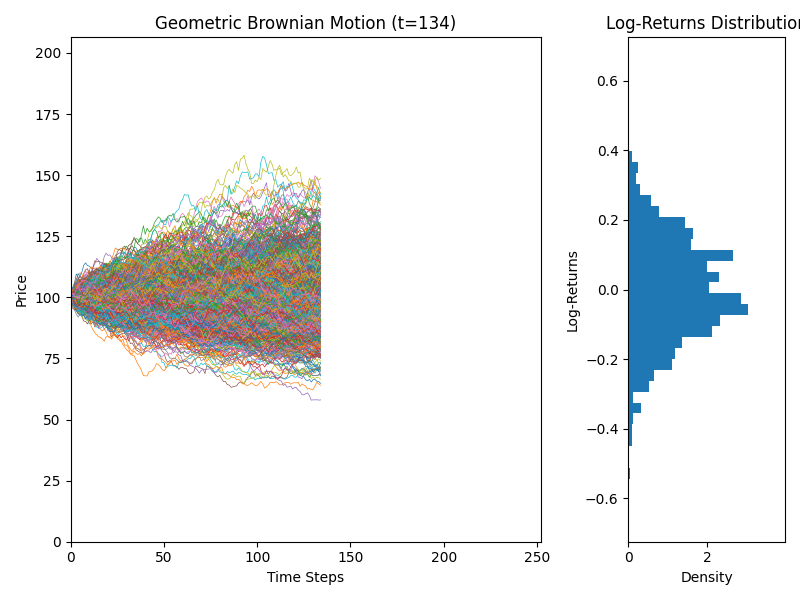 Geometric Brownian Motion (t=134)
Price
200
175
150
125
100
75
50
25
0
0 50 100 150 200 250
Time Steps
Log-Returns Distribution
Log-Returns
0.6
0.4
0.2
0.0
−0.2
−0.4
−0.6
0 2
Density